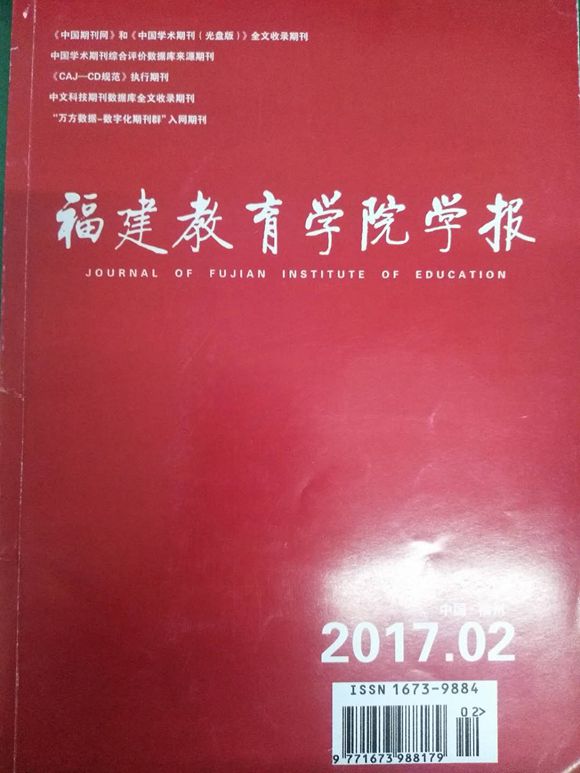 《中国期刊网》和《中国学术期刊(光盘版)》全文收录期刊
中国学术期刊综合评价数据库来源期刊
《CAJ—CD规范》执行期刊
中文科技期刊数据库全文收录期刊
“万方数据-数字化期刊群”入网期刊
福建教育学院学报
JOURNAL OF FUJIAN INSTITUTE OF EDUCATION
中国·福州
2017.02
ISSN 1673-9884
02>
9 771673 988179